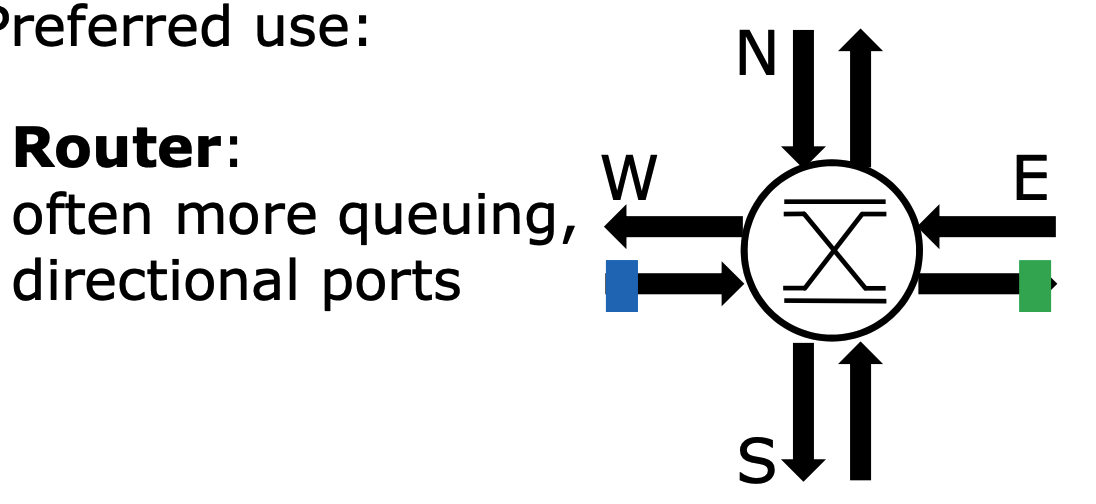 Preferred use:
Router:
often more queuing,
directional ports
N
W
E
S